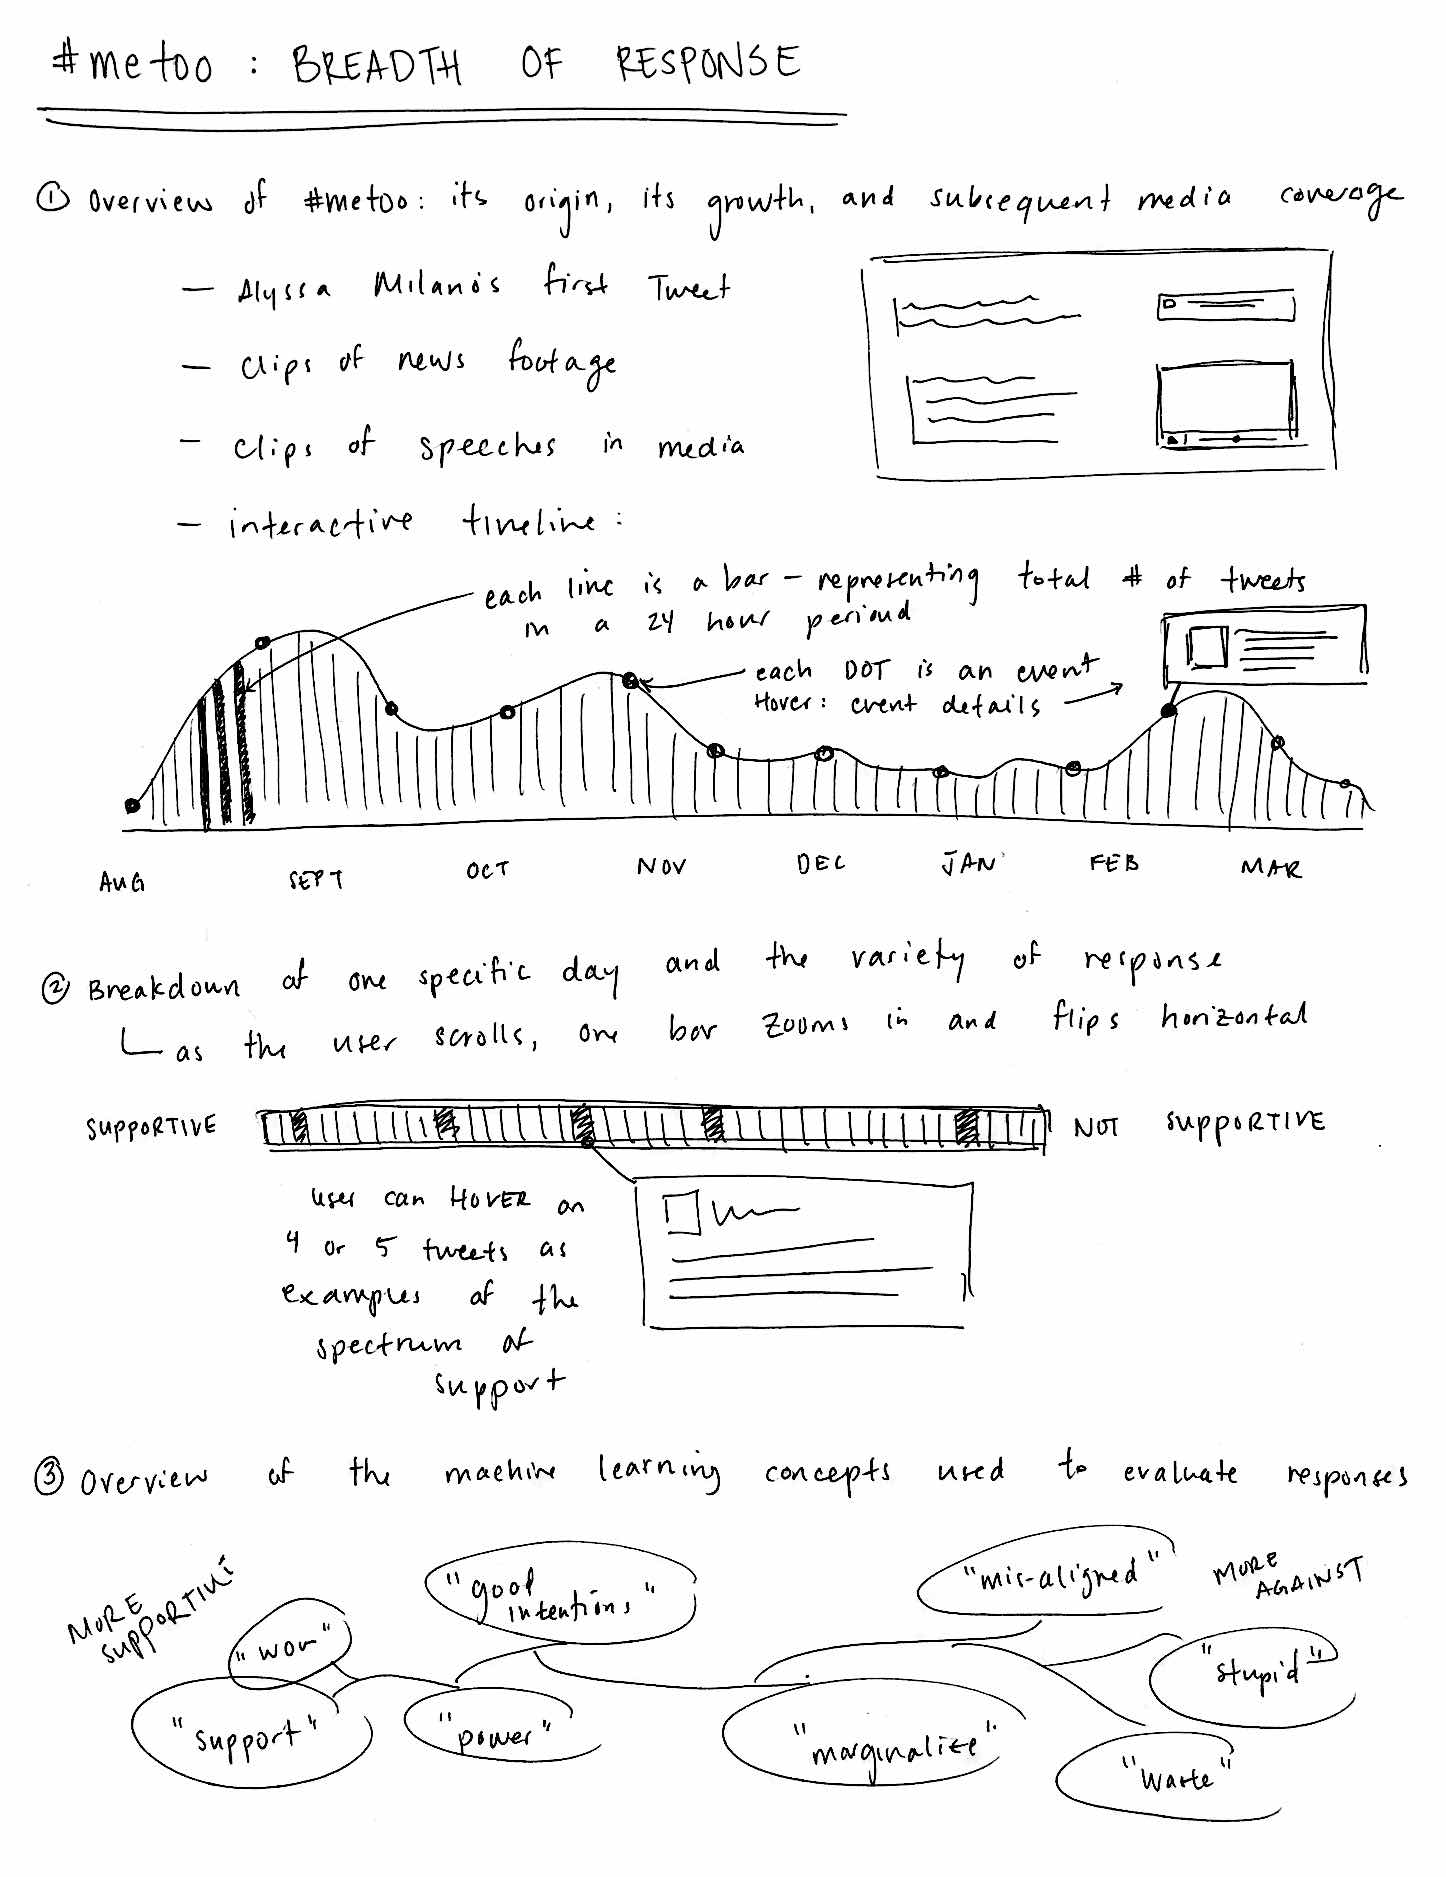 #metoo: BREADTH OF RESPONSE
① Overview of #metoo: its origin, its growth, and subsequent media coverage
— Alyssa Milano's first Tweet
— Clips of news footage
— Clips of speeches in media
— interactive timeline:
each line is a bar — representing total # of tweets
in a 24 hour period
each DOT is an event
Hover: event details →
AUG SEPT OCT NOV DEC JAN FEB MAR
② Breakdown of one specific day and the variety of response
as the user scrolls, one bar zooms in and flips horizontal
SUPPORTIVE
NOT SUPPORTIVE
user can HOVER on
4 or 5 tweets as
examples of the
spectrum of
support
③ Overview of the machine learning concepts used to evaluate responses
MORE
SUPPORTIVE
"wow"
"support"
"good
intentions"
"power"
"mis-aligned"
"marginalize"
MORE
AGAINST
"stupid"
"waste"